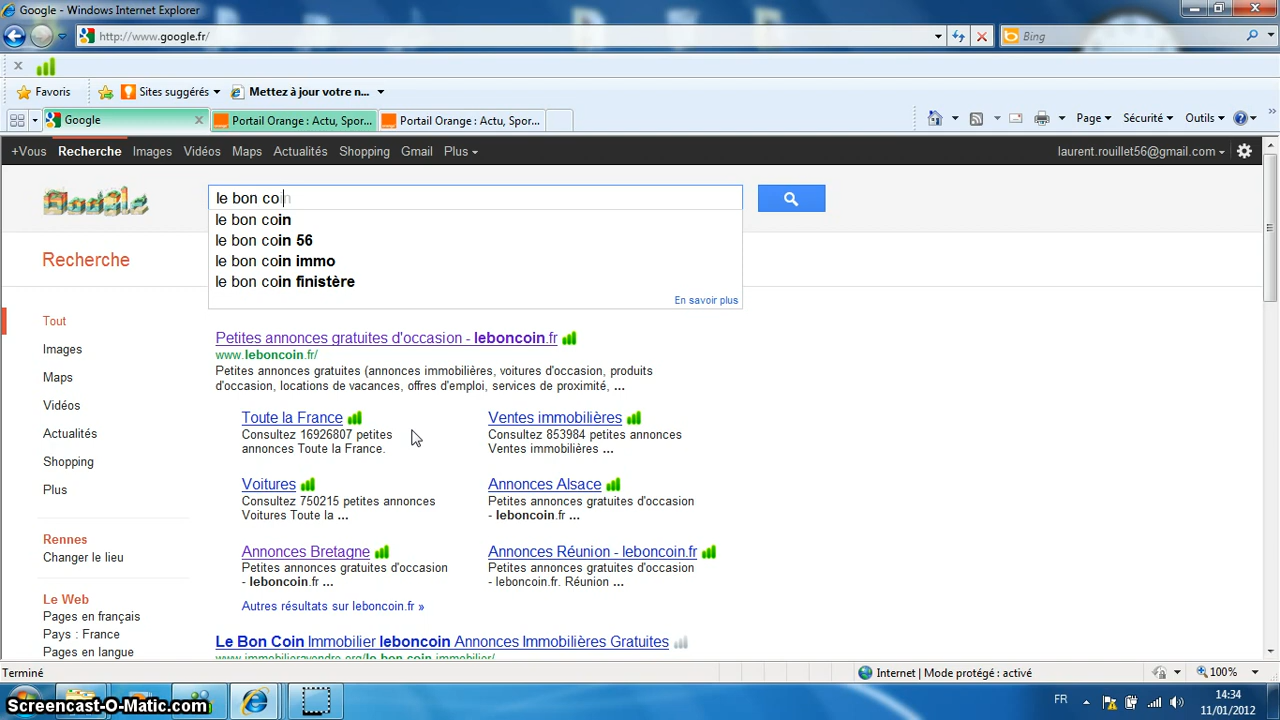 Google - Windows Internet Explorer
http://www.google.fr/
Bing
Favoris Sites suggérés Mettez à jour votre n...
Google Portail Orange : Actu, Spor... Portail Orange : Actu, Spor...
Page Sécurité Outils
+Vous Recherche Images Vidéos Maps Actualités Shopping Gmail Plus laurent.rouillet56@gmail.com
le bon coin
le bon coin
le bon coin 56
le bon coin immo
le bon coin finistère
En savoir plus
Recherche
Tout
Images
Maps
Vidéos
Actualités
Shopping
Plus
Rennes
Changer le lieu
Le Web
Pages en français
Pays : France
Pages en langue
Petites annonces gratuites d'occasion - leboncoin.fr
www.leboncoin.fr/
Petites annonces gratuites (annonces immobilières, voitures d'occasion, produits
d'occasion, locations de vacances, offres d'emploi, services de proximité, ...
Toute la France
Consultez 16926807 petites
annonces Toute la France.
Ventes immobilières
Consultez 853984 petites annonces
Ventes immobilières ...
Voitures
Consultez 750215 petites annonces
Voitures Toute la ...
Annonces Alsace
Petites annonces gratuites d'occasion
- leboncoin.fr ...
Annonces Bretagne
Petites annonces gratuites d'occasion
- leboncoin.fr ...
Annonces Réunion - leboncoin.fr
Petites annonces gratuites d'occasion
- leboncoin.fr. Réunion ...
Autres résultats sur leboncoin.fr »
Le Bon Coin Immobilier leboncoin Annonces Immobilières Gratuites
www.immobilieravendre.org/le-bon-coin-immobilier/
Terminé
Internet | Mode protégé : activé
100%
Screencast-O-Matic.com
FR
14:34
11/01/2012